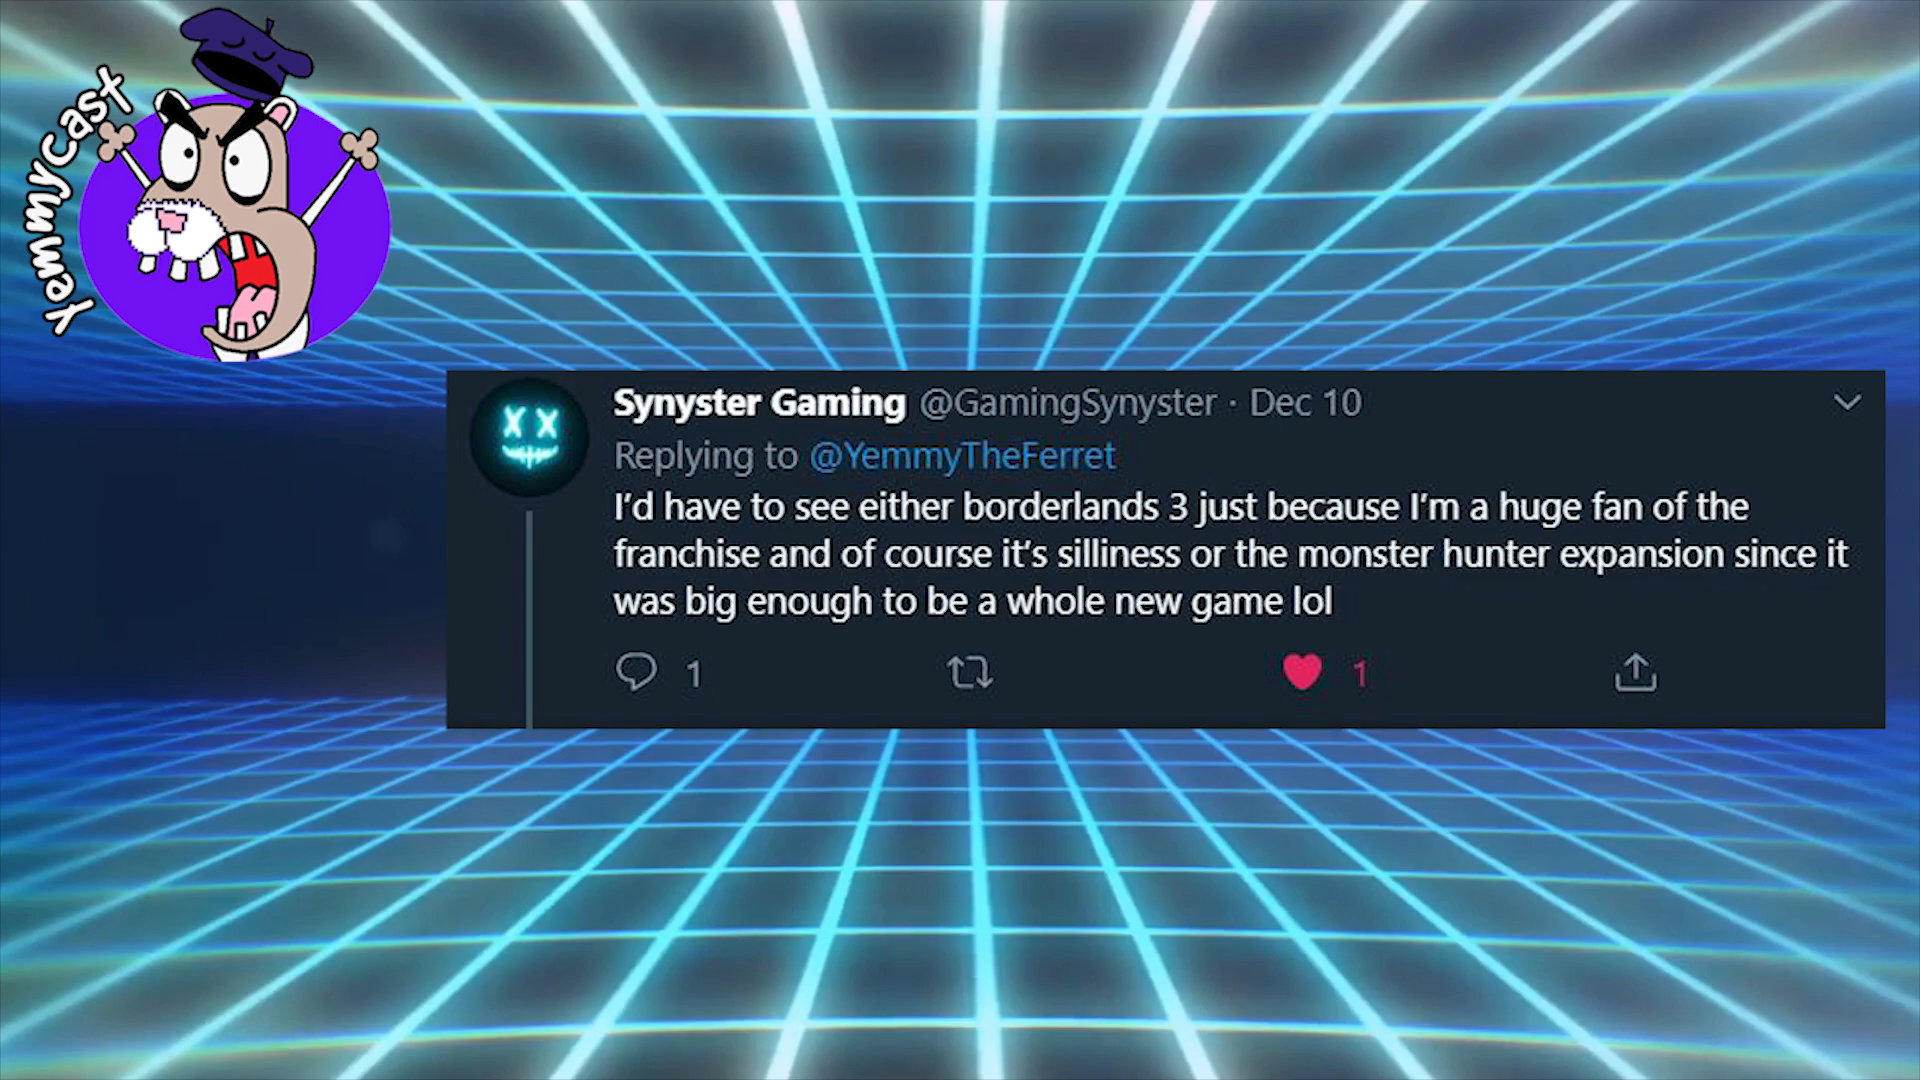 Yemmycast
Synyster Gaming @GamingSynyster · Dec 10
Replying to @YemmyTheFerret
I’d have to see either borderlands 3 just because I’m a huge fan of the
franchise and of course it’s silliness or the monster hunter expansion since it
was big enough to be a whole new game lol
1 1